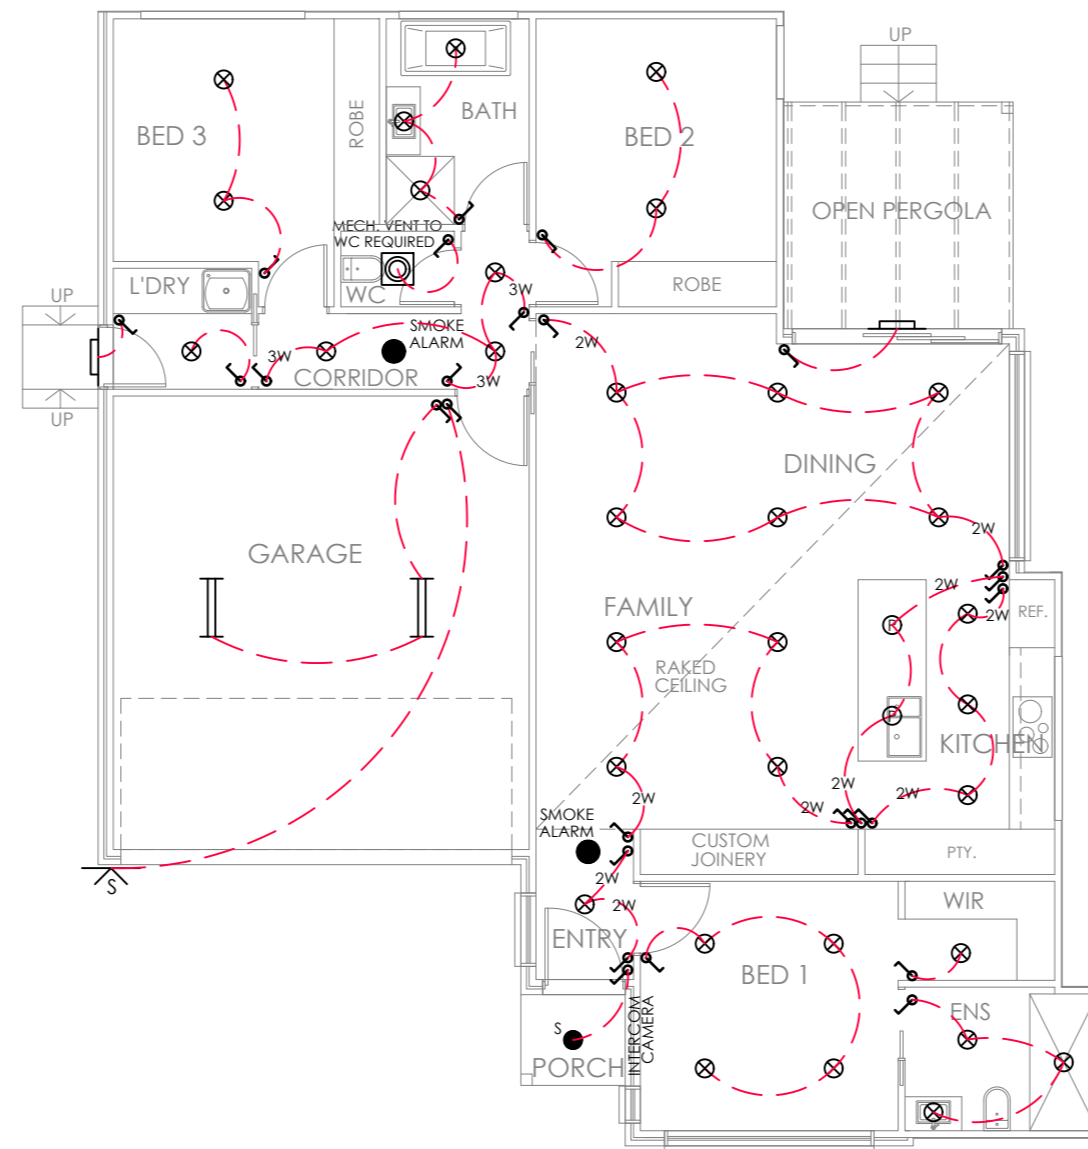 UP
BED 3
ROBE
BATH
BED 2
OPEN PERGOLA
MECH. VENT TO
WC REQUIRED
L'DRY
WC
3W
ROBE
UP
SMOKE
ALARM
2W
3W
CORRIDOR
3W
UP
DINING
2W
GARAGE
FAMILY
2W
2W
REF.
P
RAKED
CEILING
P
KITCHEN
2W
2W
2W
2W
SMOKE
ALARM
CUSTOM
JOINERY
PTY.
S
2W
2W
WIR
ENTRY
BED 1
INTERCOM
CAMERA
ENS
S
PORCH